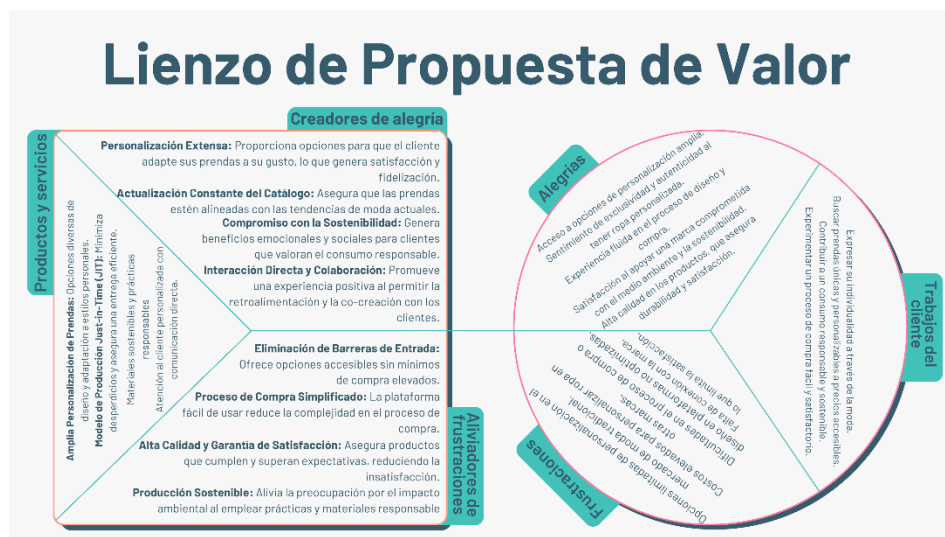 Lienzo de Propuesta de Valor
Creadores de alegría
Productos y servicios
Personalización Extensa: Proporciona opciones para que el cliente
adapte sus prendas a su gusto, lo que genera satisfacción y
fidelización.
Actualización Constante del Catálogo: Asegura que las prendas
estén alineadas con las tendencias de moda actuales.
Compromiso con la Sostenibilidad: Genera
beneficios emocionales y sociales para clientes
que valoran el consumo responsable.
Interacción Directa y Colaboración: Promueve
una experiencia positiva al permitir la
retroalimentación y la co-creación con los
clientes.
Amplia Personalización de Prendas: Opciones diversas de
diseño y adaptación a estilos personales.
Modelo de Producción Just-in-Time (JIT): Minimiza
desperdicios y asegura una entrega eficiente.
Materiales sostenibles y prácticas
responsables
Atención al cliente personalizada con
comunicación directa.
Eliminación de Barreras de Entrada:
Ofrece opciones accesibles sin mínimos
de compra elevados.
Proceso de Compra Simplificado: La plataforma
fácil de usar reduce la complejidad en el proceso de
compra.
Alta Calidad y Garantía de Satisfacción: Asegura productos
que cumplen y superan expectativas, reduciendo la
insatisfacción.
Producción Sostenible: Alivia la preocupación por el impacto
ambiental al emplear prácticas y materiales responsable
Aliviadores de
frustraciones
Alegrías
Acceso a opciones de personalización amplia.
Sentimiento de exclusividad y autenticidad al
tener ropa personalizada.
Experiencia fluida en el proceso de diseño y
compra.
Satisfacción al apoyar una marca comprometida
con el medio ambiente y la sostenibilidad.
Alta calidad en los productos, que asegura
durabilidad y satisfacción.
Trabajos del
cliente
Expresar su individualidad a través de la moda.
Buscar prendas únicas y personalizables a precios accesibles.
Contribuir a un consumo responsable y sostenible.
Experimentar un proceso de compra fácil y satisfactorio.
Frustraciones
Opciones limitadas de personalización en el
mercado de moda tradicional.
Costos elevados para personalizar ropa en
otras marcas.
Dificultades en el proceso de compra o
diseño en plataformas no optimizadas
Falta de conexión con la marca,
lo que limita la satisfacción.